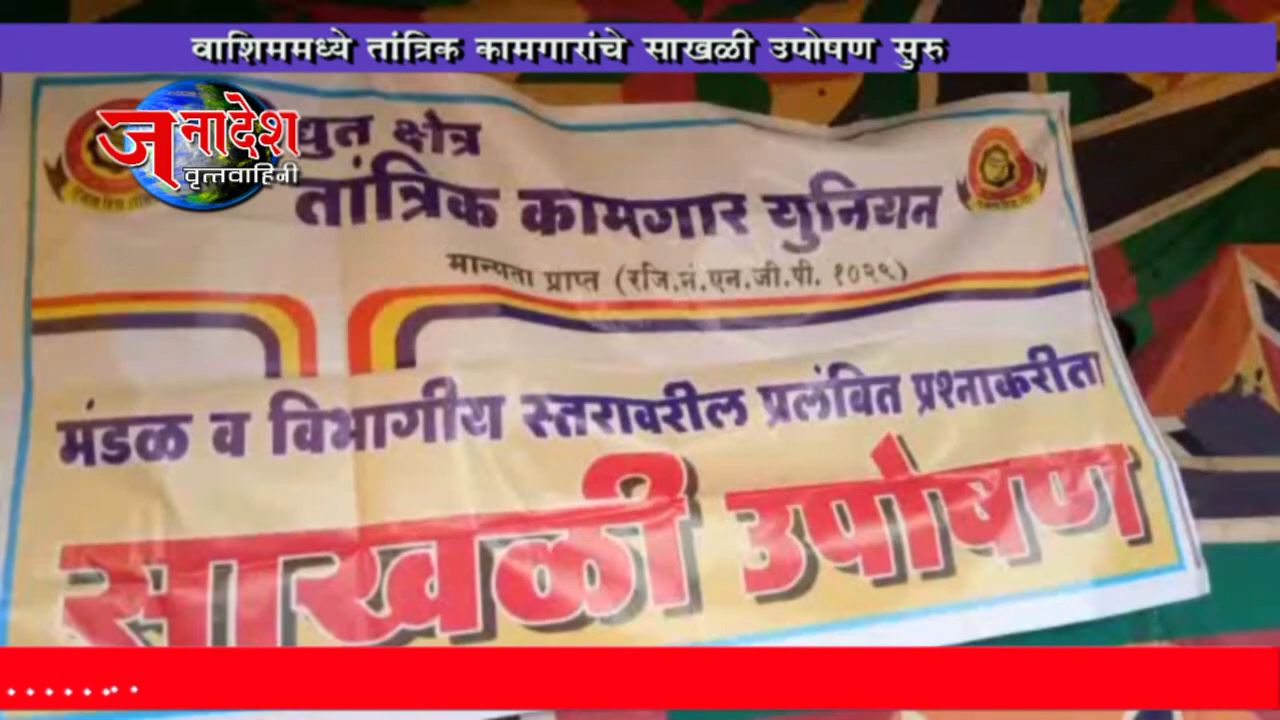 वाशिममध्ये तांत्रिक कामगारांचे साखळी उपोषण सुरु
जनादेश
वृत्तवाहिनी
द्युत क्षेत्र
तांत्रिक कामगार युनियन
मान्यता प्राप्त (रजि.नं.एन.जी.पी. १०२९)
मंडळ व विभागीय स्तरावरील प्रलंबित प्रश्नाकरीता
साखळी उपोषण